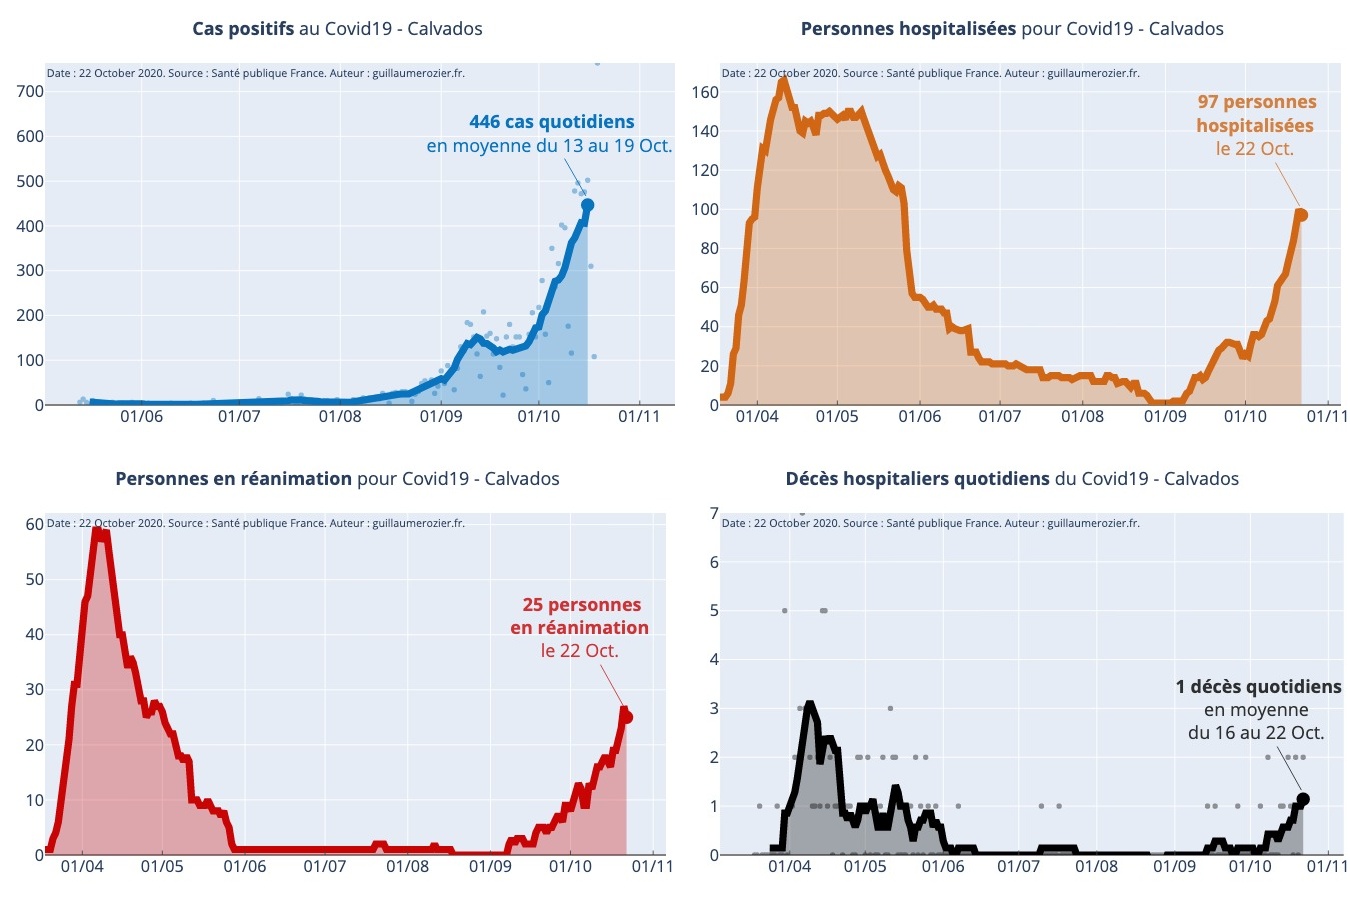 Cas positifs au Covid19 - Calvados
Date : 22 October 2020. Source : Santé publique France. Auteur : guillaumerozier.fr.
700
600
500
400
300
200
100
0
446 cas quotidiens
en moyenne du 13 au 19 Oct.
01/06 01/07 01/08 01/09 01/10 01/11
Personnes hospitalisées pour Covid19 - Calvados
Date : 22 October 2020. Source : Santé publique France. Auteur : guillaumerozier.fr.
160
140
120
100
80
60
40
20
0
97 personnes
hospitalisées
le 22 Oct.
01/04 01/05 01/06 01/07 01/08 01/09 01/10 01/11
Personnes en réanimation pour Covid19 - Calvados
Date : 22 October 2020. Source : Santé publique France. Auteur : guillaumerozier.fr.
60
50
40
30
20
10
0
25 personnes
en réanimation
le 22 Oct.
01/04 01/05 01/06 01/07 01/08 01/09 01/10 01/11
Décès hospitaliers quotidiens du Covid19 - Calvados
Date : 22 October 2020. Source : Santé publique France. Auteur : guillaumerozier.fr.
7
6
5
4
3
2
1
0
1 décès quotidiens
en moyenne
du 16 au 22 Oct.
01/04 01/05 01/06 01/07 01/08 01/09 01/10 01/11